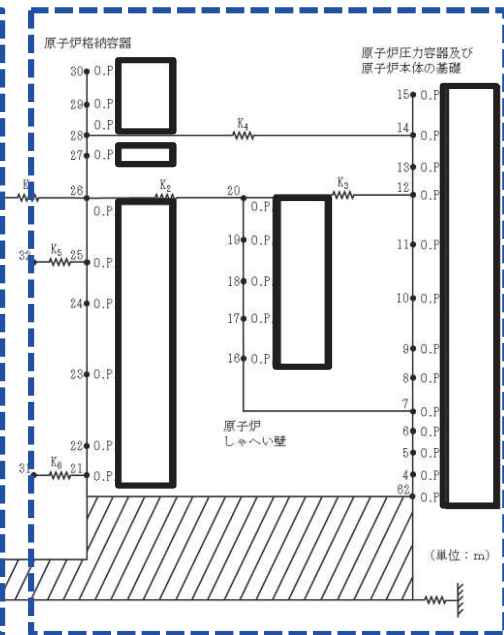 原子炉格納容器
原子炉圧力容器及び
原子炉本体の基礎
30 O.P
29 O.P
O.P
28
27 O.P
K4
15 O.P
14 O.P
13 O.P
12 O.P
K
26
O.P.
K2
20
O.P.
K3
32
K5
25 O.P.
24 O.P.
23 O.P.
22 O.P.
31
K6
21 O.P.
19 O.P.
18 O.P.
17 O.P.
16 O.P.
原子炉
しゃへい壁
11 O.P
10 O.P
9 O.P
8 O.P
7 O.P
6 O.P
5 O.P
4 O.P
62 O.P
(単位:m)